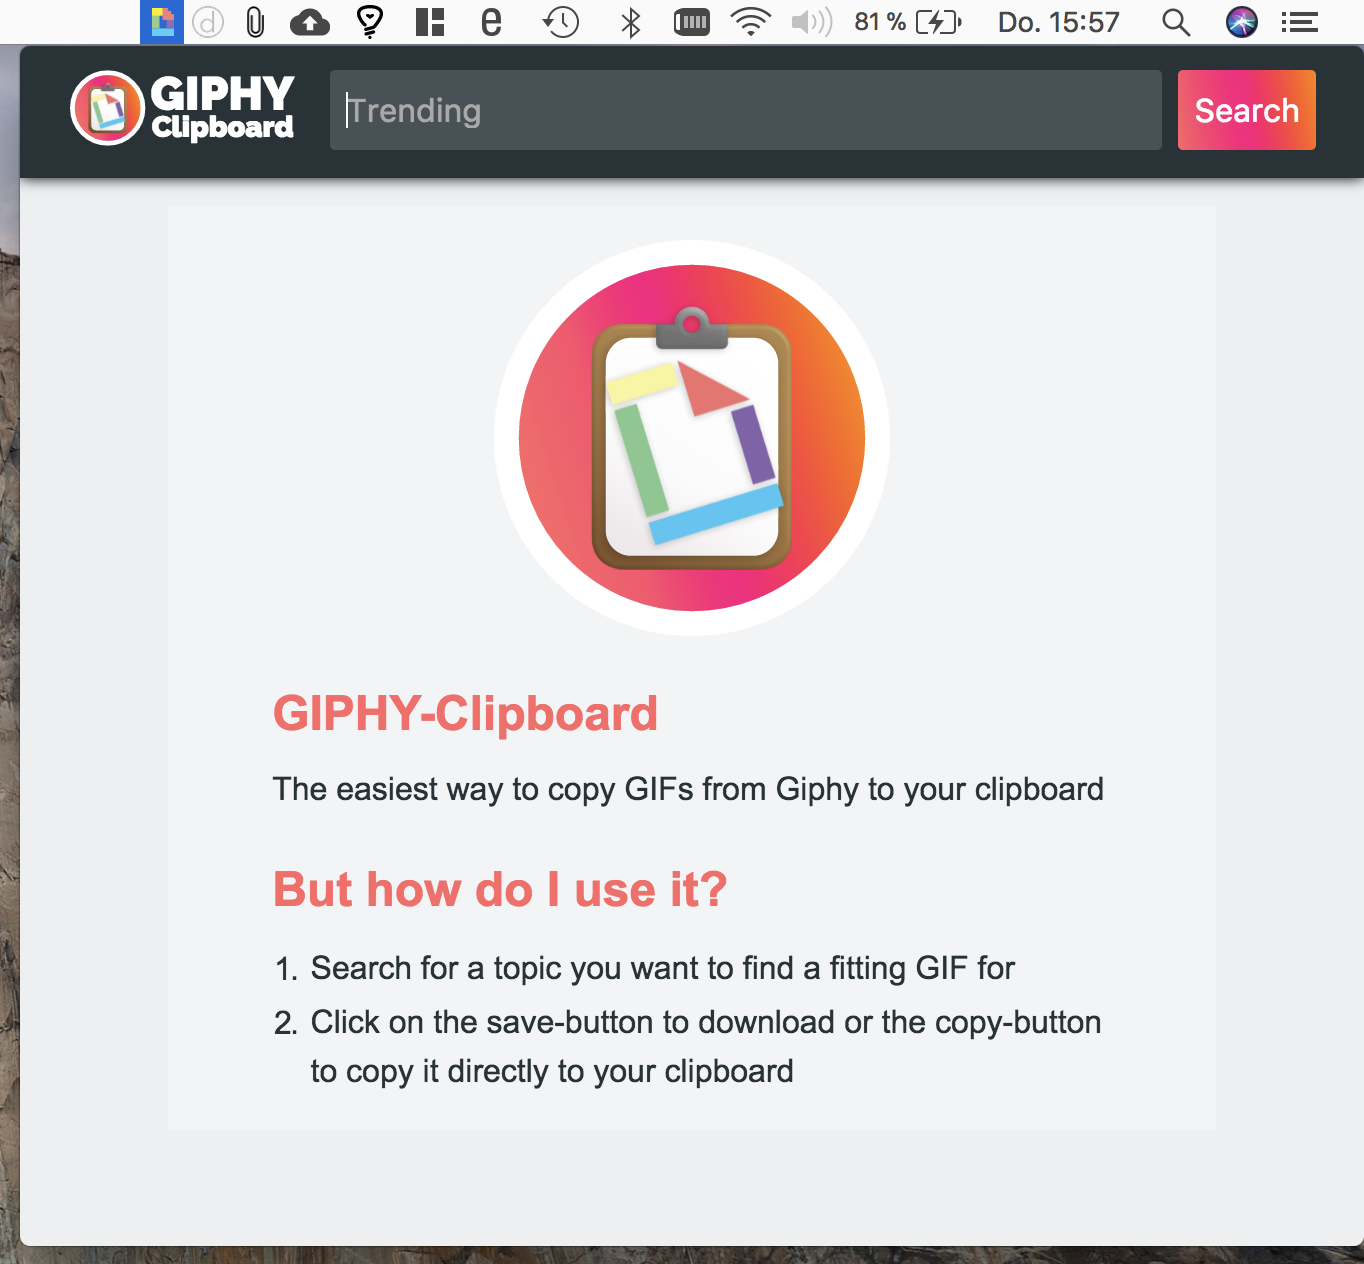 81 % Do. 15:57
GIPHY
Clipboard
Trending
Search
GIPHY-Clipboard
The easiest way to copy GIFs from Giphy to your clipboard
But how do I use it?
1. Search for a topic you want to find a fitting GIF for
2. Click on the save-button to download or the copy-button
to copy it directly to your clipboard